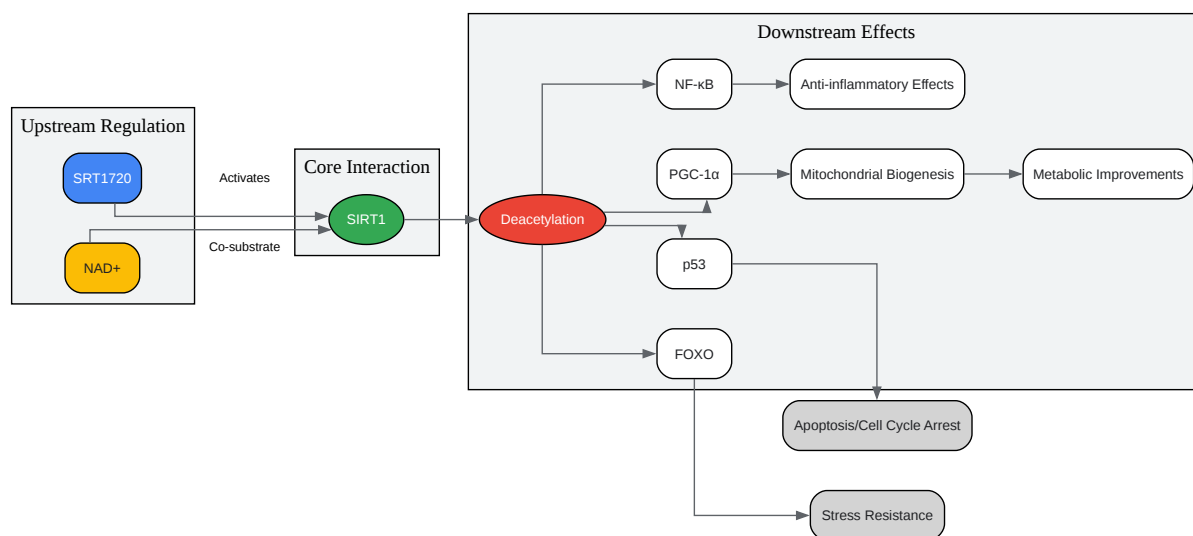 Downstream Effects
NF-κB
Anti-inflammatory Effects
Upstream Regulation
Core Interaction
SRT1720
Activates
PGC-1α
Mitochondrial Biogenesis
Metabolic Improvements
SIRT1
Deacetylation
Co-substrate
NAD+
p53
FOXO
Apoptosis/Cell Cycle Arrest
Stress Resistance